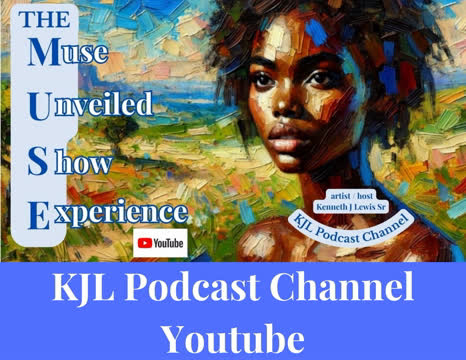 THE
Muse
Unveiled
Show
Experience
YouTube
artist / host
Kenneth J Lewis Sr
KJL Podcast Channel
KJL Podcast Channel
Youtube